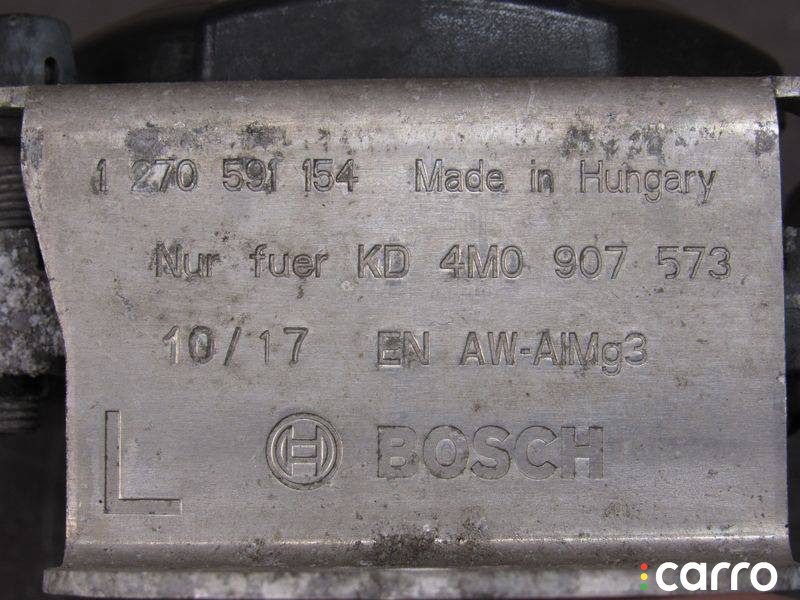 1 270 591 154 Made in Hungary
Nur fuer KD 4M0 907 573
10/17 EN AW-AlMg3
L BOSCH
carro